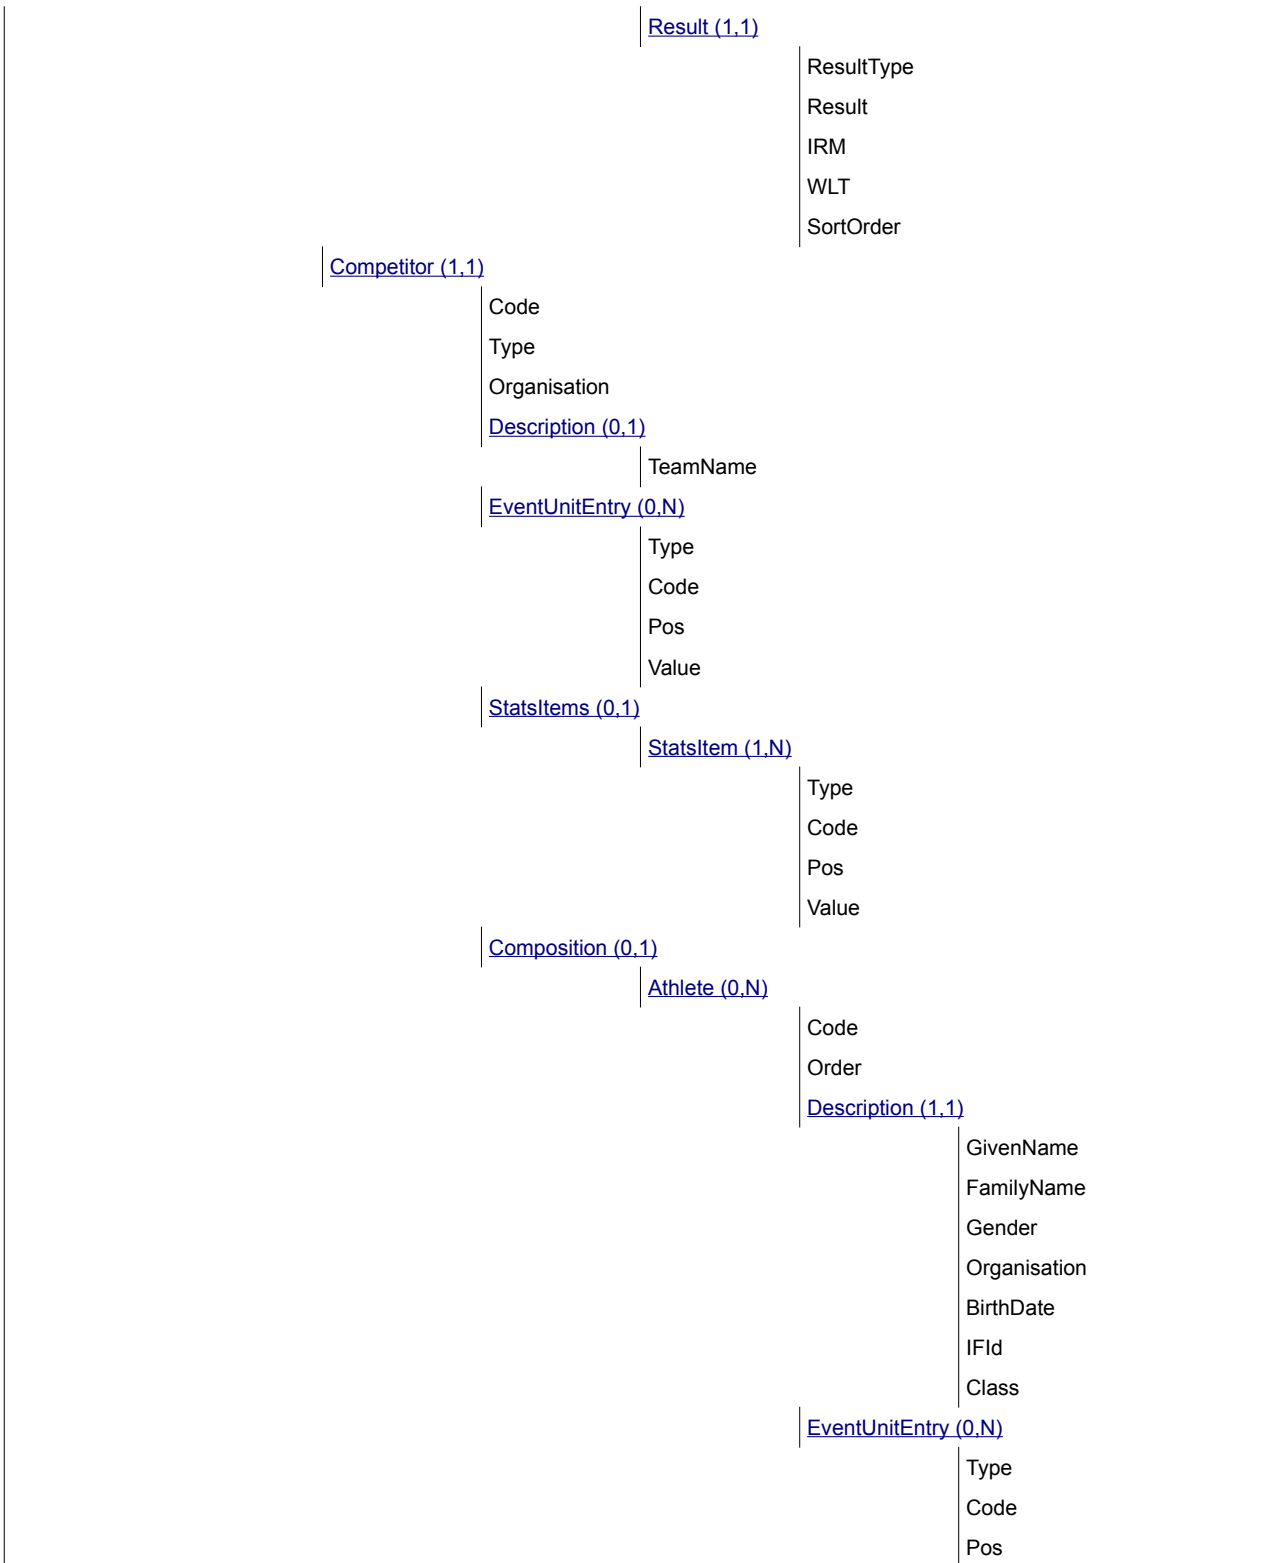 Result (1,1)
ResultType
Result
IRM
WLT
SortOrder
Competitor (1,1)
Code
Type
Organisation
Description (0,1)
TeamName
EventUnitEntry (0,N)
Type
Code
Pos
Value
StatsItems (0,1)
StatsItem (1,N)
Type
Code
Pos
Value
Composition (0,1)
Athlete (0,N)
Code
Order
Description (1,1)
GivenName
FamilyName
Gender
Organisation
BirthDate
IFId
Class
EventUnitEntry (0,N)
Type
Code
Pos